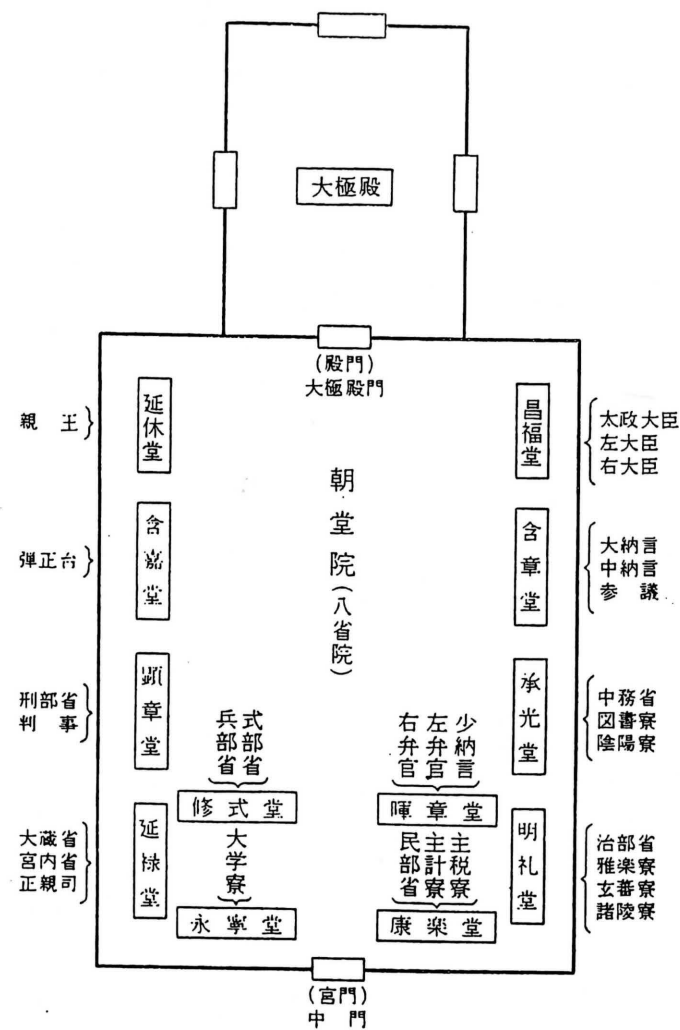 大極殿
(殿門)
大極殿門
朝堂院(八省院)
延休堂
親王
含嘉堂
弾正台
顕章堂
刑部省
判事
延禄堂
大蔵省
宮内省
正親司
昌福堂
太政大臣
左大臣
右大臣
含章堂
大納言
中納言
参議
承光堂
中務省
図書寮
陰陽寮
明礼堂
治部省
雅楽寮
玄蕃寮
諸陵寮
式部省
兵部省
修式堂
大学寮
永寧堂
少納言
左弁官
右弁官
暉章堂
主税寮
主計寮
民部省
康楽堂
(宮門)
中門